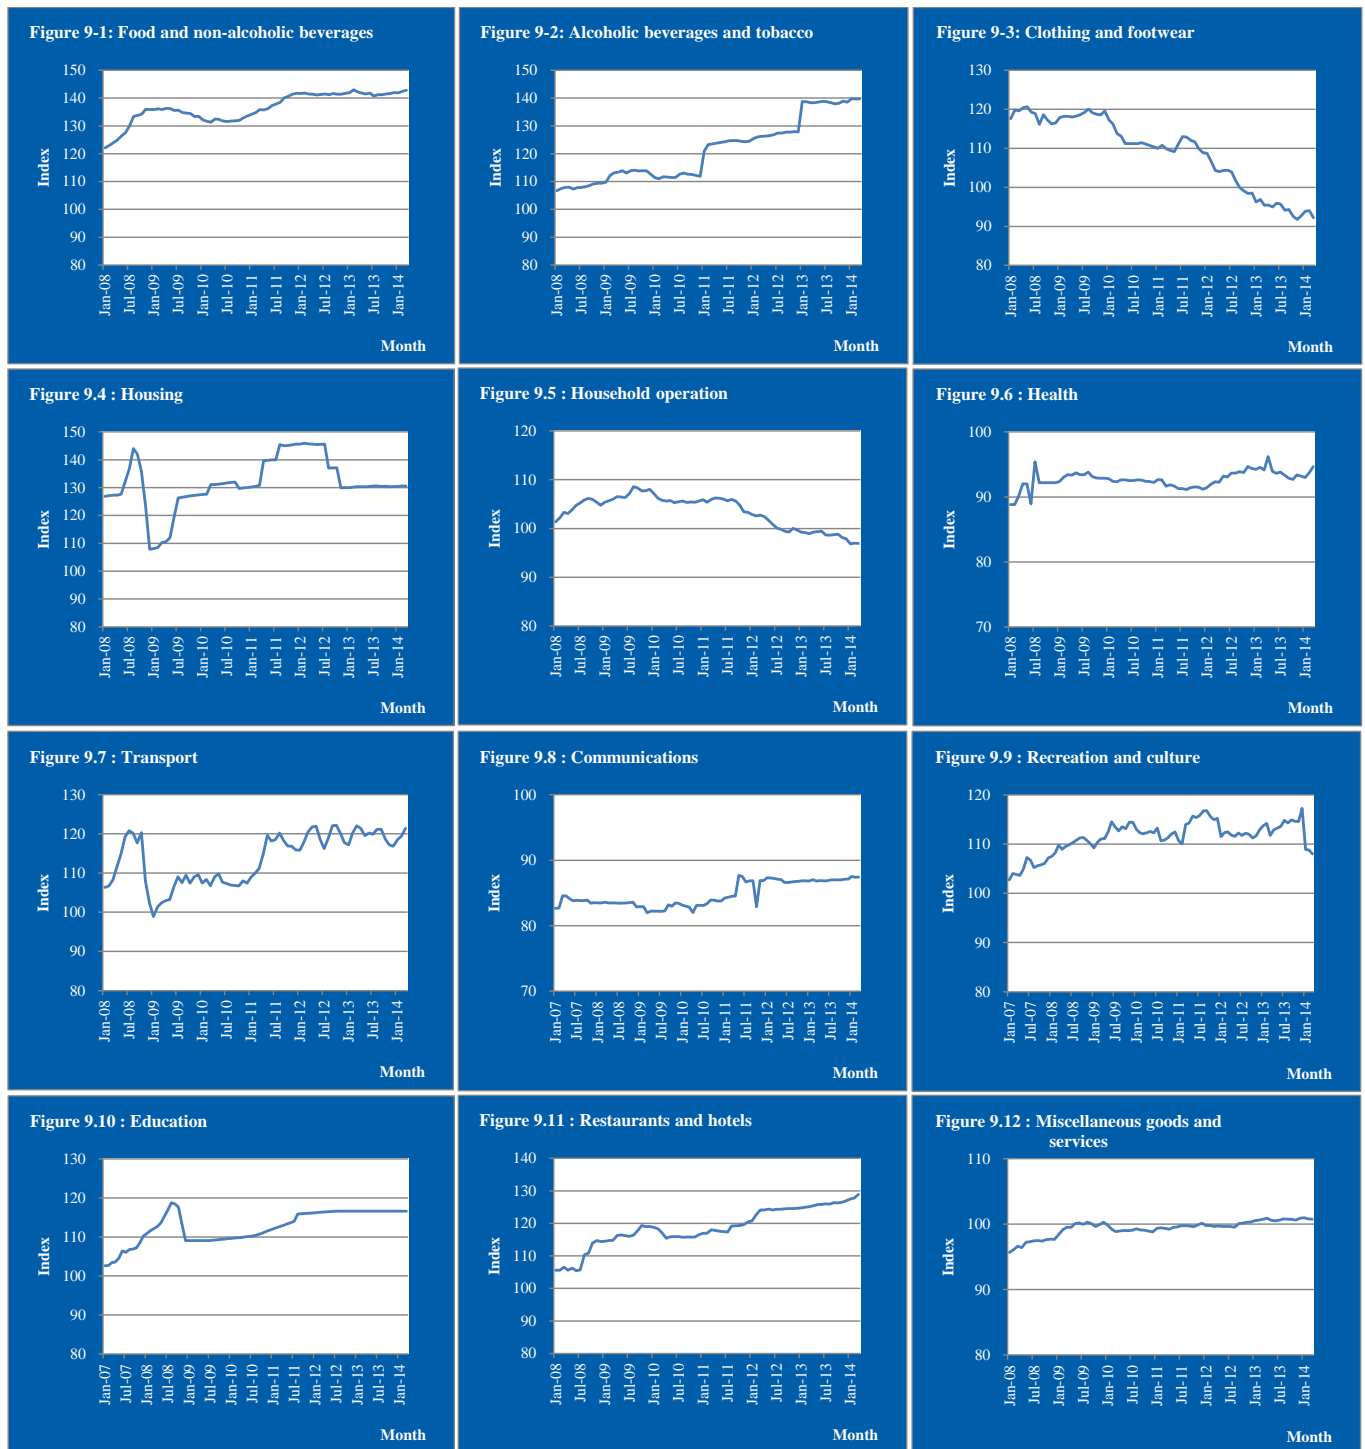 Figure 9-1: Food and non-alcoholic beverages
150
140
130
120
110
100
90
80
Index
Jan-08
Jul-08
Jan-09
Jul-09
Jan-10
Jul-10
Jan-11
Jul-11
Jan-12
Jul-12
Jan-13
Jul-13
Jan-14
Month
Figure 9-2: Alcoholic beverages and tobacco
150
140
130
120
110
100
90
80
Index
Jan-08
Jul-08
Jan-09
Jul-09
Jan-10
Jul-10
Jan-11
Jul-11
Jan-12
Jul-12
Jan-13
Jul-13
Jan-14
Month
Figure 9-3: Clothing and footwear
130
120
110
100
90
80
Index
Jan-08
Jul-08
Jan-09
Jul-09
Jan-10
Jul-10
Jan-11
Jul-11
Jan-12
Jul-12
Jan-13
Jul-13
Jan-14
Month
Figure 9.4 : Housing
150
140
130
120
110
100
90
80
Index
Jan-08
Jul-08
Jan-09
Jul-09
Jan-10
Jul-10
Jan-11
Jul-11
Jan-12
Jul-12
Jan-13
Jul-13
Jan-14
Month
Figure 9.5 : Household operation
120
110
100
90
80
Index
Jan-08
Jul-08
Jan-09
Jul-09
Jan-10
Jul-10
Jan-11
Jul-11
Jan-12
Jul-12
Jan-13
Jul-13
Jan-14
Month
Figure 9.6 : Health
100
90
80
70
Index
Jan-08
Jul-08
Jan-09
Jul-09
Jan-10
Jul-10
Jan-11
Jul-11
Jan-12
Jul-12
Jan-13
Jul-13
Jan-14
Month
Figure 9.7 : Transport
130
120
110
100
90
80
Index
Jan-08
Jul-08
Jan-09
Jul-09
Jan-10
Jul-10
Jan-11
Jul-11
Jan-12
Jul-12
Jan-13
Jul-13
Jan-14
Month
Figure 9.8 : Communications
100
90
80
70
Index
Jan-07
Jul-07
Jan-08
Jul-08
Jan-09
Jul-09
Jan-10
Jul-10
Jan-11
Jul-11
Jan-12
Jul-12
Jan-13
Jul-13
Jan-14
Month
Figure 9.9 : Recreation and culture
120
110
100
90
80
Index
Jan-07
Jul-07
Jan-08
Jul-08
Jan-09
Jul-09
Jan-10
Jul-10
Jan-11
Jul-11
Jan-12
Jul-12
Jan-13
Jul-13
Jan-14
Month
Figure 9.10 : Education
130
120
110
100
90
80
Index
Jan-07
Jul-07
Jan-08
Jul-08
Jan-09
Jul-09
Jan-10
Jul-10
Jan-11
Jul-11
Jan-12
Jul-12
Jan-13
Jul-13
Jan-14
Month
Figure 9.11 : Restaurants and hotels
140
130
120
110
100
90
80
Index
Jan-08
Jul-08
Jan-09
Jul-09
Jan-10
Jul-10
Jan-11
Jul-11
Jan-12
Jul-12
Jan-13
Jul-13
Jan-14
Month
Figure 9.12 : Miscellaneous goods and
services
110
100
90
80
Index
Jan-08
Jul-08
Jan-09
Jul-09
Jan-10
Jul-10
Jan-11
Jul-11
Jan-12
Jul-12
Jan-13
Jul-13
Jan-14
Month